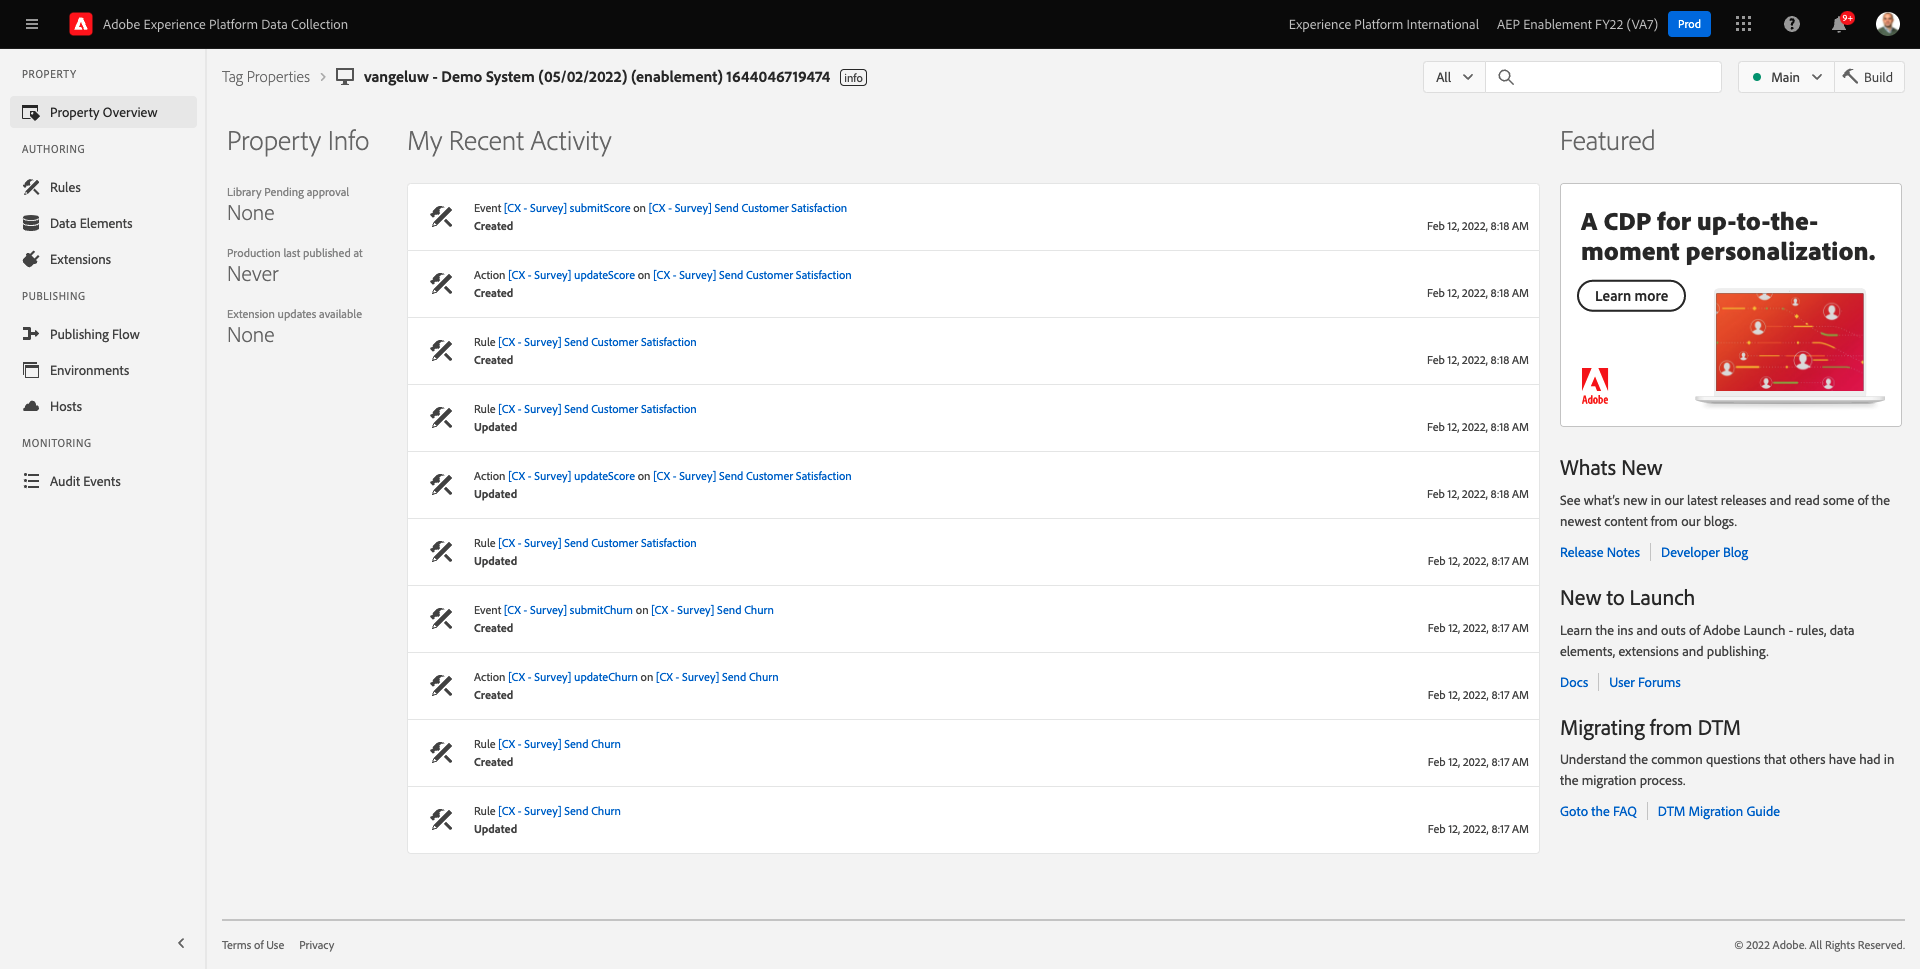 Adobe Experience Platform Data Collection
Experience Platform International
AEP Enablement FY22 (VA7)
Prod
9+
PROPERTY
Property Overview
AUTHORING
Rules
Data Elements
Extensions
PUBLISHING
Publishing Flow
Environments
Hosts
MONITORING
Audit Events
Tag Properties
vangeluw - Demo System (05/02/2022) (enablement) 1644046719474
info
All
Main
Build
Property Info
Library Pending approval
None
Production last published at
Never
Extension updates available
None
My Recent Activity
Event [CX - Survey] submitScore on [CX - Survey] Send Customer Satisfaction
Created
Feb 12, 2022, 8:18 AM
Action [CX - Survey] updateScore on [CX - Survey] Send Customer Satisfaction
Created
Feb 12, 2022, 8:18 AM
Rule [CX - Survey] Send Customer Satisfaction
Created
Feb 12, 2022, 8:18 AM
Rule [CX - Survey] Send Customer Satisfaction
Updated
Feb 12, 2022, 8:18 AM
Action [CX - Survey] updateScore on [CX - Survey] Send Customer Satisfaction
Updated
Feb 12, 2022, 8:18 AM
Rule [CX - Survey] Send Customer Satisfaction
Updated
Feb 12, 2022, 8:17 AM
Event [CX - Survey] submitChurn on [CX - Survey] Send Churn
Created
Feb 12, 2022, 8:17 AM
Action [CX - Survey] updateChurn on [CX - Survey] Send Churn
Created
Feb 12, 2022, 8:17 AM
Rule [CX - Survey] Send Churn
Created
Feb 12, 2022, 8:17 AM
Rule [CX - Survey] Send Churn
Updated
Feb 12, 2022, 8:17 AM
Featured
A CDP for up-to-the-
moment personalization.
Learn more
Adobe
Whats New
See what's new in our latest releases and read some of the
newest content from our blogs.
Release Notes
Developer Blog
New to Launch
Learn the ins and outs of Adobe Launch - rules, data
elements, extensions and publishing.
Docs
User Forums
Migrating from DTM
Understand the common questions that others have had in
the migration process.
Goto the FAQ
DTM Migration Guide
Terms of Use
Privacy
© 2022 Adobe. All Rights Reserved.